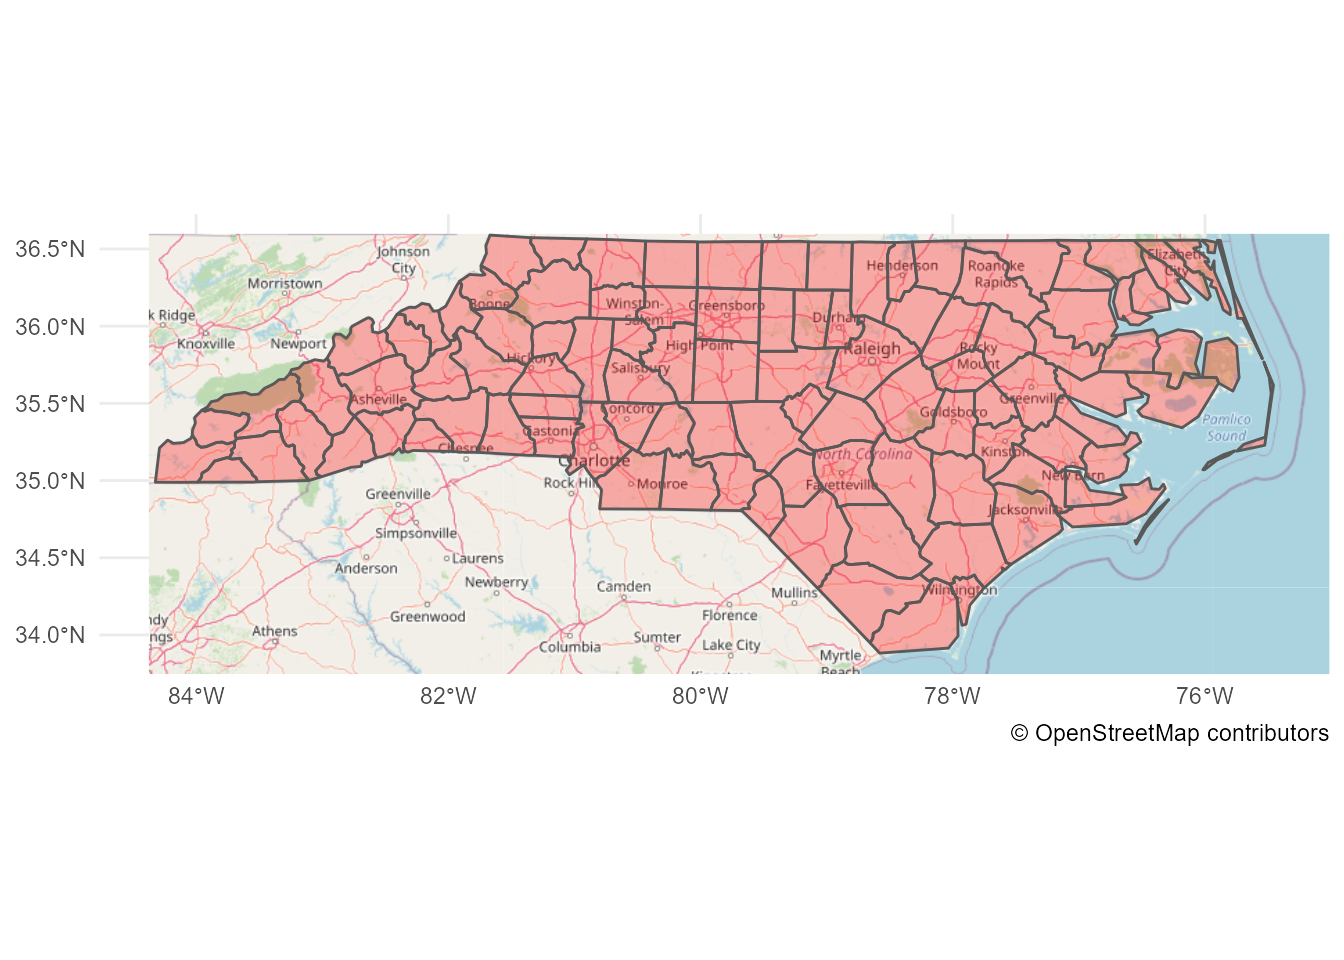 36.5°N
36.0°N
35.5°N
35.0°N
34.5°N
34.0°N
Johnson
City
Morristown
k Ridge
Knoxville
Newport
Boone
Winston-
Salem
Greensboro
High Point
Durham
Henderson
Roanoke
Rapids
Elizabeth
City
Raleigh
Rocky
Mount
Hickory
Salisbury
Asheville
Greenville
Goldsboro
Pamlico
Sound
oncord
Gastonia
Chesnee
Charlotte
Kinston
North Carolina
Rock Hill
Monroe
Fayetteville
New Bern
Greenville
Jacksonville
Simpsonville
Anderson
Laurens
Newberry
Camden
Mullins
Wilmington
Greenwood
Florence
ndy
ngs
Athens
Columbia
Sumter
Lake City
Myrtle
Beach
84°W
82°W
80°W
78°W
76°W
© OpenStreetMap contributors